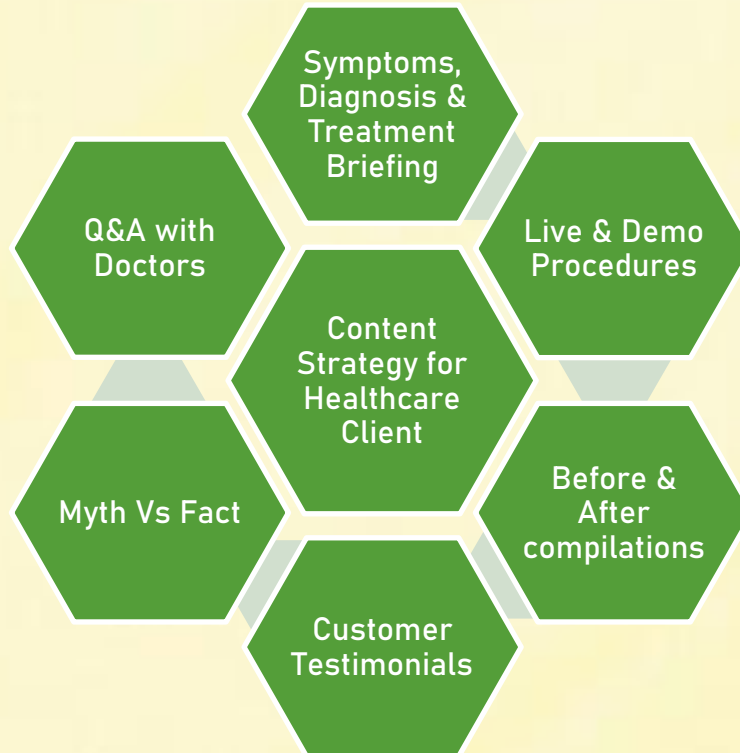 Symptoms,
Diagnosis &
Treatment
Briefing
Q&A with
Doctors
Live & Demo
Procedures
Content
Strategy for
Healthcare
Client
Myth Vs Fact
Before &
After
compilations
Customer
Testimonials